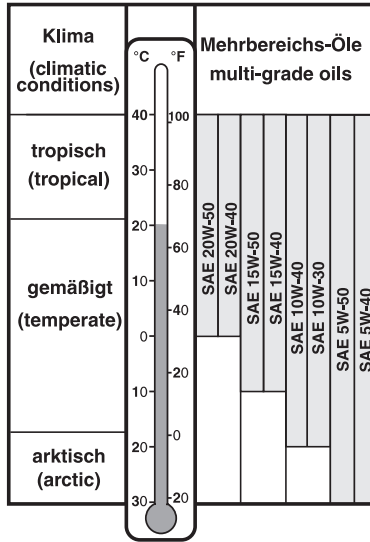 Klima
(climatic
conditions)
°C °F
Mehrbereichs-Öle
multi-grade oils
40
30
20
10
0
10
20
30
100
80
60
40
20
0
20
tropisch
(tropical)
gemäßigt
(temperate)
arktisch
(arctic)
SAE 20W-50
SAE 20W-40
SAE 15W-50
SAE 15W-40
SAE 10W-40
SAE 10W-30
SAE 5W-50
SAE 5W-40